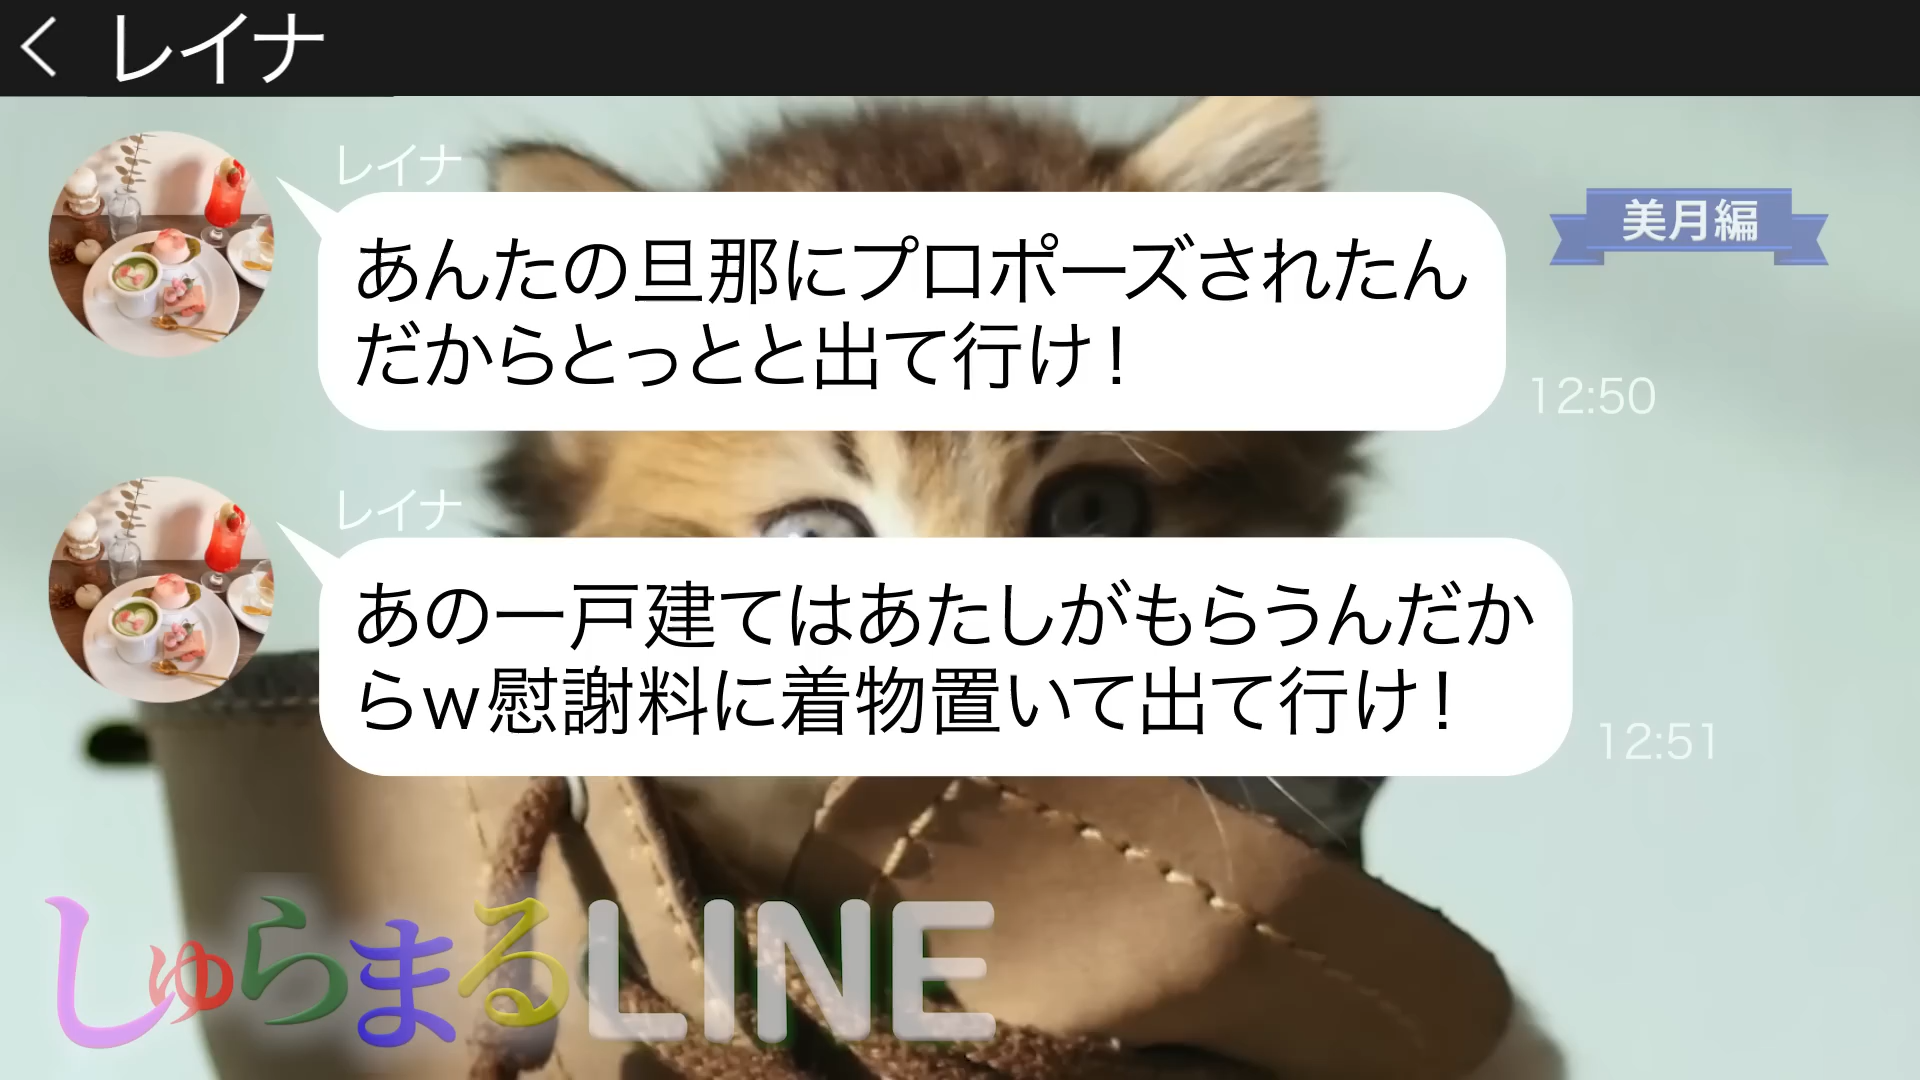 レイナ
レイナ
美月編
あんたの旦那にプロポーズされたん
だからとっとと出て行け！
12:50
レイナ
あの一戸建てはあたしがもらうんだか
らｗ慰謝料に着物置いて出て行け！
12:51
しゅらまるLINE